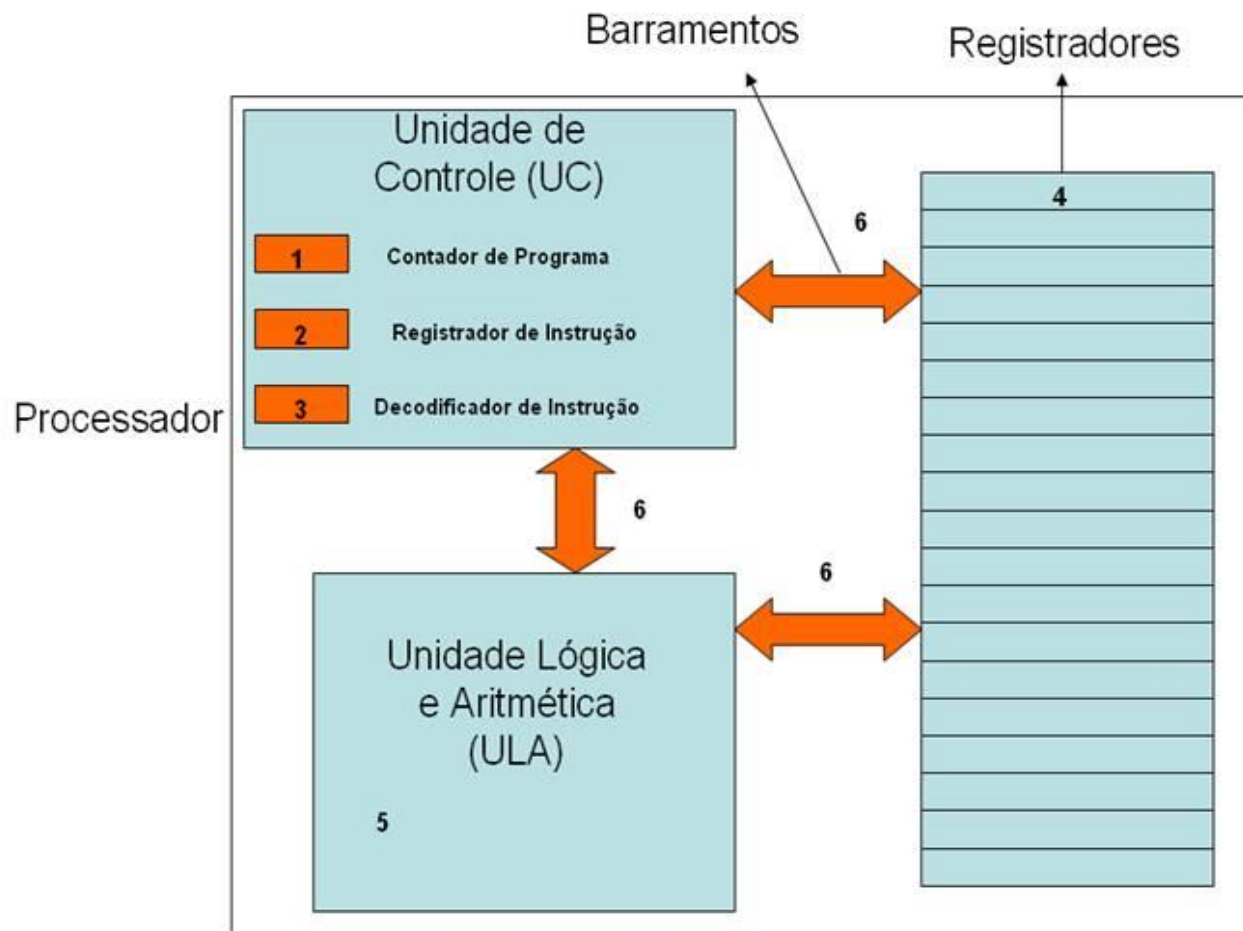 Barramentos
Registradores
Unidade de
Controle (UC)
4
6
1 Contador de Programa
2 Registrador de Instrução
3 Decodificador de Instrução
Processador
6
6
Unidade Lógica
e Aritmética
(ULA)
5